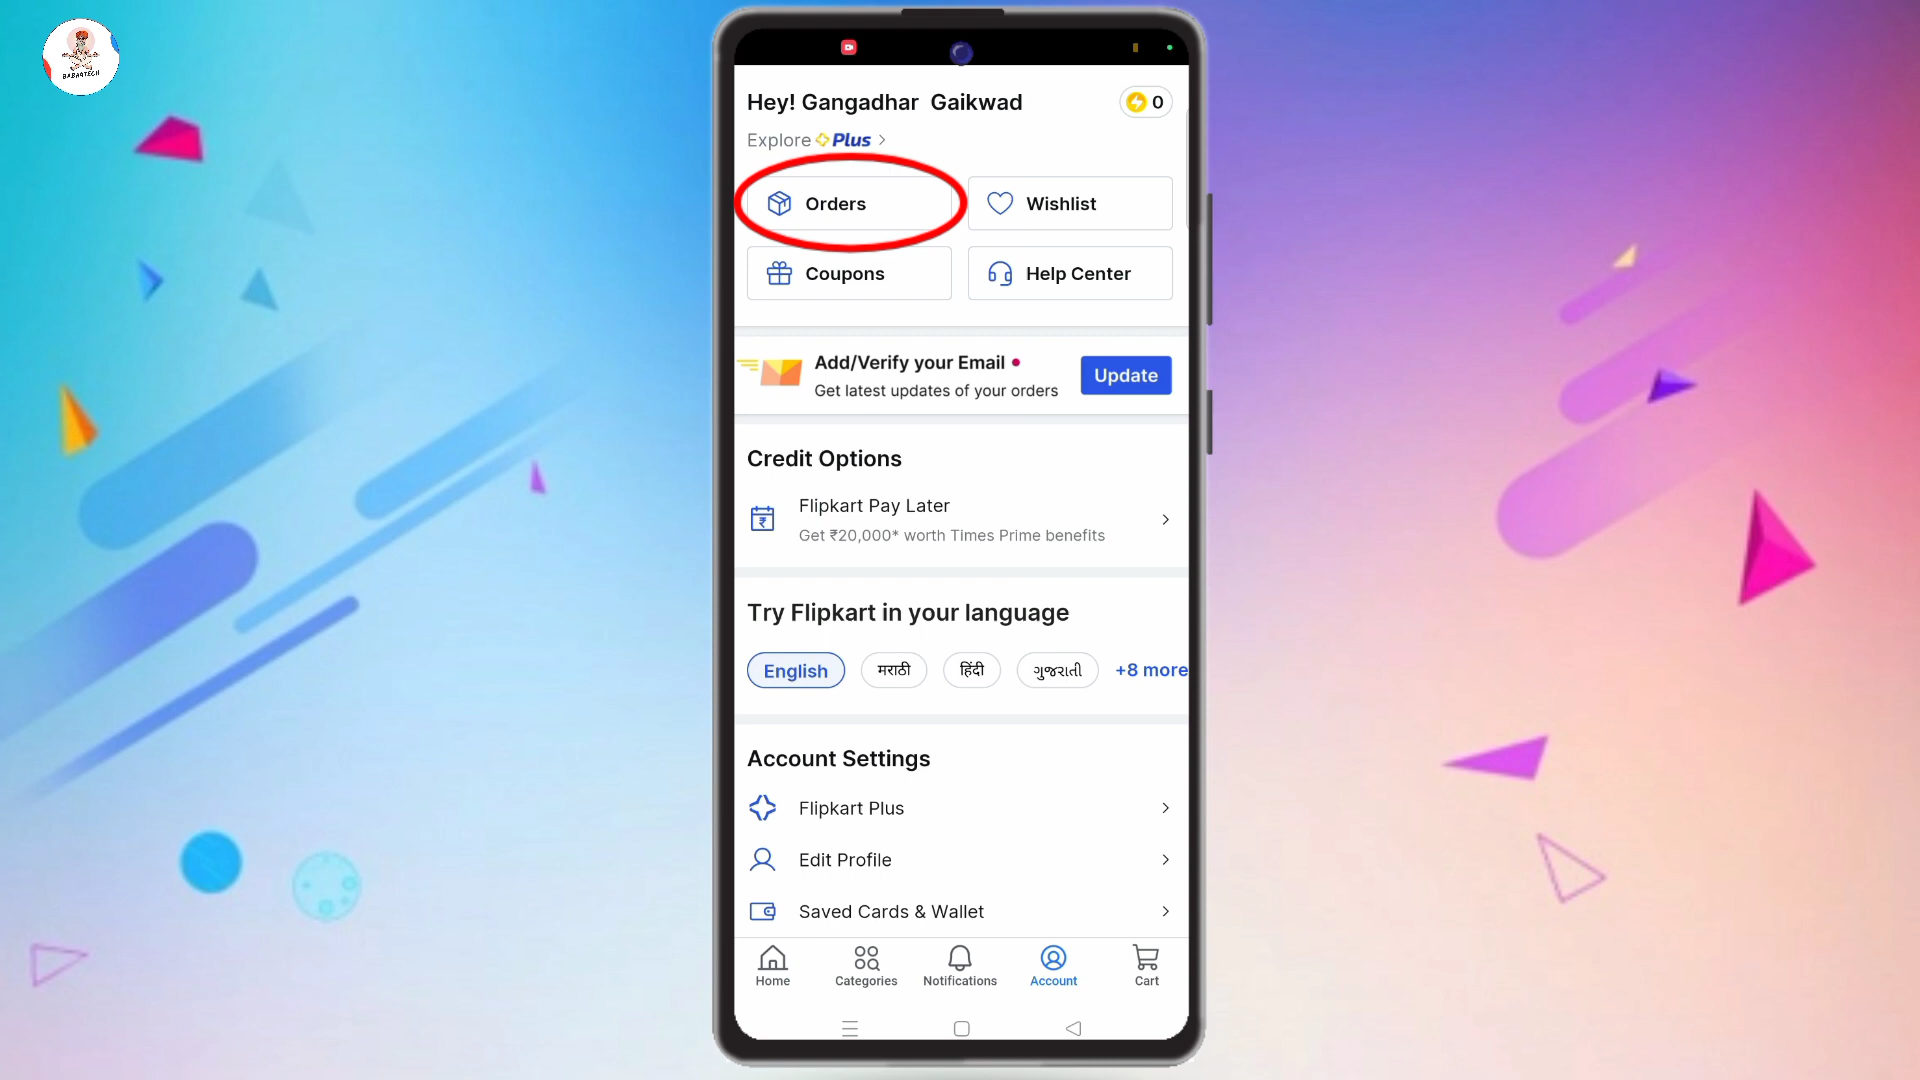 BABA4TECH
Hey! Gangadhar Gaikwad
0
Explore Plus
Orders
Wishlist
Coupons
Help Center
Add/Verify your Email
Get latest updates of your orders
Update
Credit Options
Flipkart Pay Later
Get ₹20,000* worth Times Prime benefits
Try Flipkart in your language
English
मराठी
हिंदी
ગુજરાતી
+8 more
Account Settings
Flipkart Plus
Edit Profile
Saved Cards & Wallet
Home
Categories
Notifications
Account
Cart